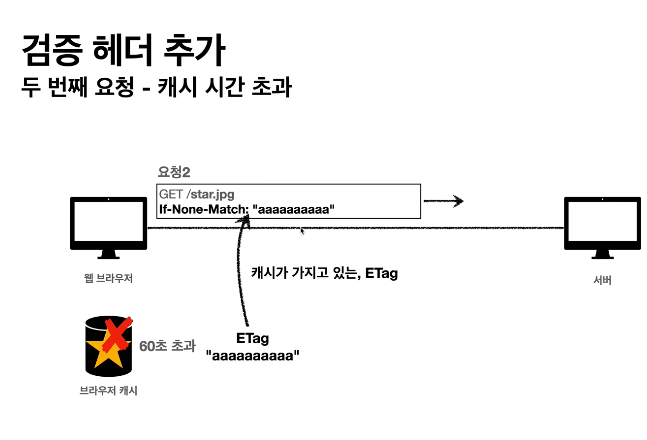 검증 헤더 추가
두 번째 요청 - 캐시 시간 초과
요청2
GET /star.jpg
If-None-Match: "aaaaaaaaaa"
웹 브라우저
서버
캐시가 가지고 있는, ETag
60초 초과
ETag
"aaaaaaaaaa"
브라우저 캐시